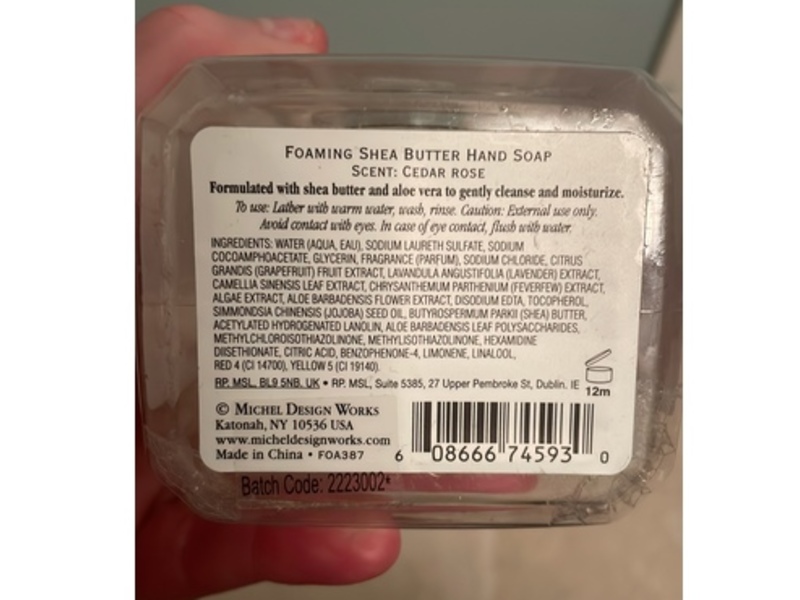 FOAMING SHEA BUTTER HAND SOAP
SCENT: CEDAR ROSE
Formulated with shea butter and aloe vera to gently cleanse and moisturize.
To use: Lather with warm water, wash, rinse. Caution: External use only.
Avoid contact with eyes. In case of eye contact, flush with water.
INGREDIENTS: WATER (AQUA, EAU), SODIUM LAURETH SULFATE, SODIUM
COCOAMPHOACETATE, GLYCERIN, FRAGRANCE (PARFUM), SODIUM CHLORIDE, CITRUS
GRANDIS (GRAPEFRUIT) FRUIT EXTRACT, LAVANDULA ANGUSTIFOLIA (LAVENDER) EXTRACT,
CAMELLIA SINENSIS LEAF EXTRACT, CHRYSANTHEMUM PARTHENIUM (FEVERFEW) EXTRACT,
ALGAE EXTRACT, ALOE BARBADENSIS FLOWER EXTRACT, DISODIUM EDTA, TOCOPHEROL,
SIMMONDSIA CHINENSIS (JOJOBA) SEED OIL, BUTYROSPERMUM PARKII (SHEA) BUTTER,
ACETYLATED HYDROGENATED LANOLIN, ALOE BARBADENSIS LEAF POLYSACCHARIDES,
METHYLCHLOROISOTHIAZOLINONE, METHYLISOTHIAZOLINONE, HEXAMIDINE
DIISETHIONATE, CITRIC ACID, BENZOPHENONE-4, LIMONENE, LINALOOL,
RED 4 (CI 14700), YELLOW 5 (CI 19140).
RP. MSL, BL9 5NB, UK • RP. MSL, Suite 5385, 27 Upper Pembroke St, Dublin. IE
12m
© MICHEL DESIGN WORKS
Katonah, NY 10536 USA
www.micheldesignworks.com
Made in China • FOA387
6 08666 74593 0
Batch Code: 2223002*